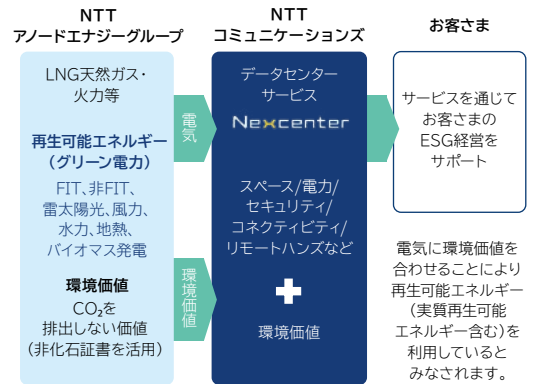 NTT
アノードエナジーグループ
LNG天然ガス・
火力等
再生可能エネルギー
（グリーン電力）
FIT、非FIT、
雷太陽光、風力、
水力、地熱、
バイオマス発電
環境価値
CO₂を
排出しない価値
（非化石証書を活用）
電気
環境価値
NTT
コミュニケーションズ
データセンター
サービス
Nexcenter
スペース/電力/
セキュリティ/
コネクティビティ/
リモートハンズなど
+
環境価値
お客さま
サービスを通じて
お客さまの
ESG経営を
サポート
電気に環境価値を
合わせることにより
再生可能エネルギー
（実質再生可能
エネルギー含む）を
利用していると
みなされます。